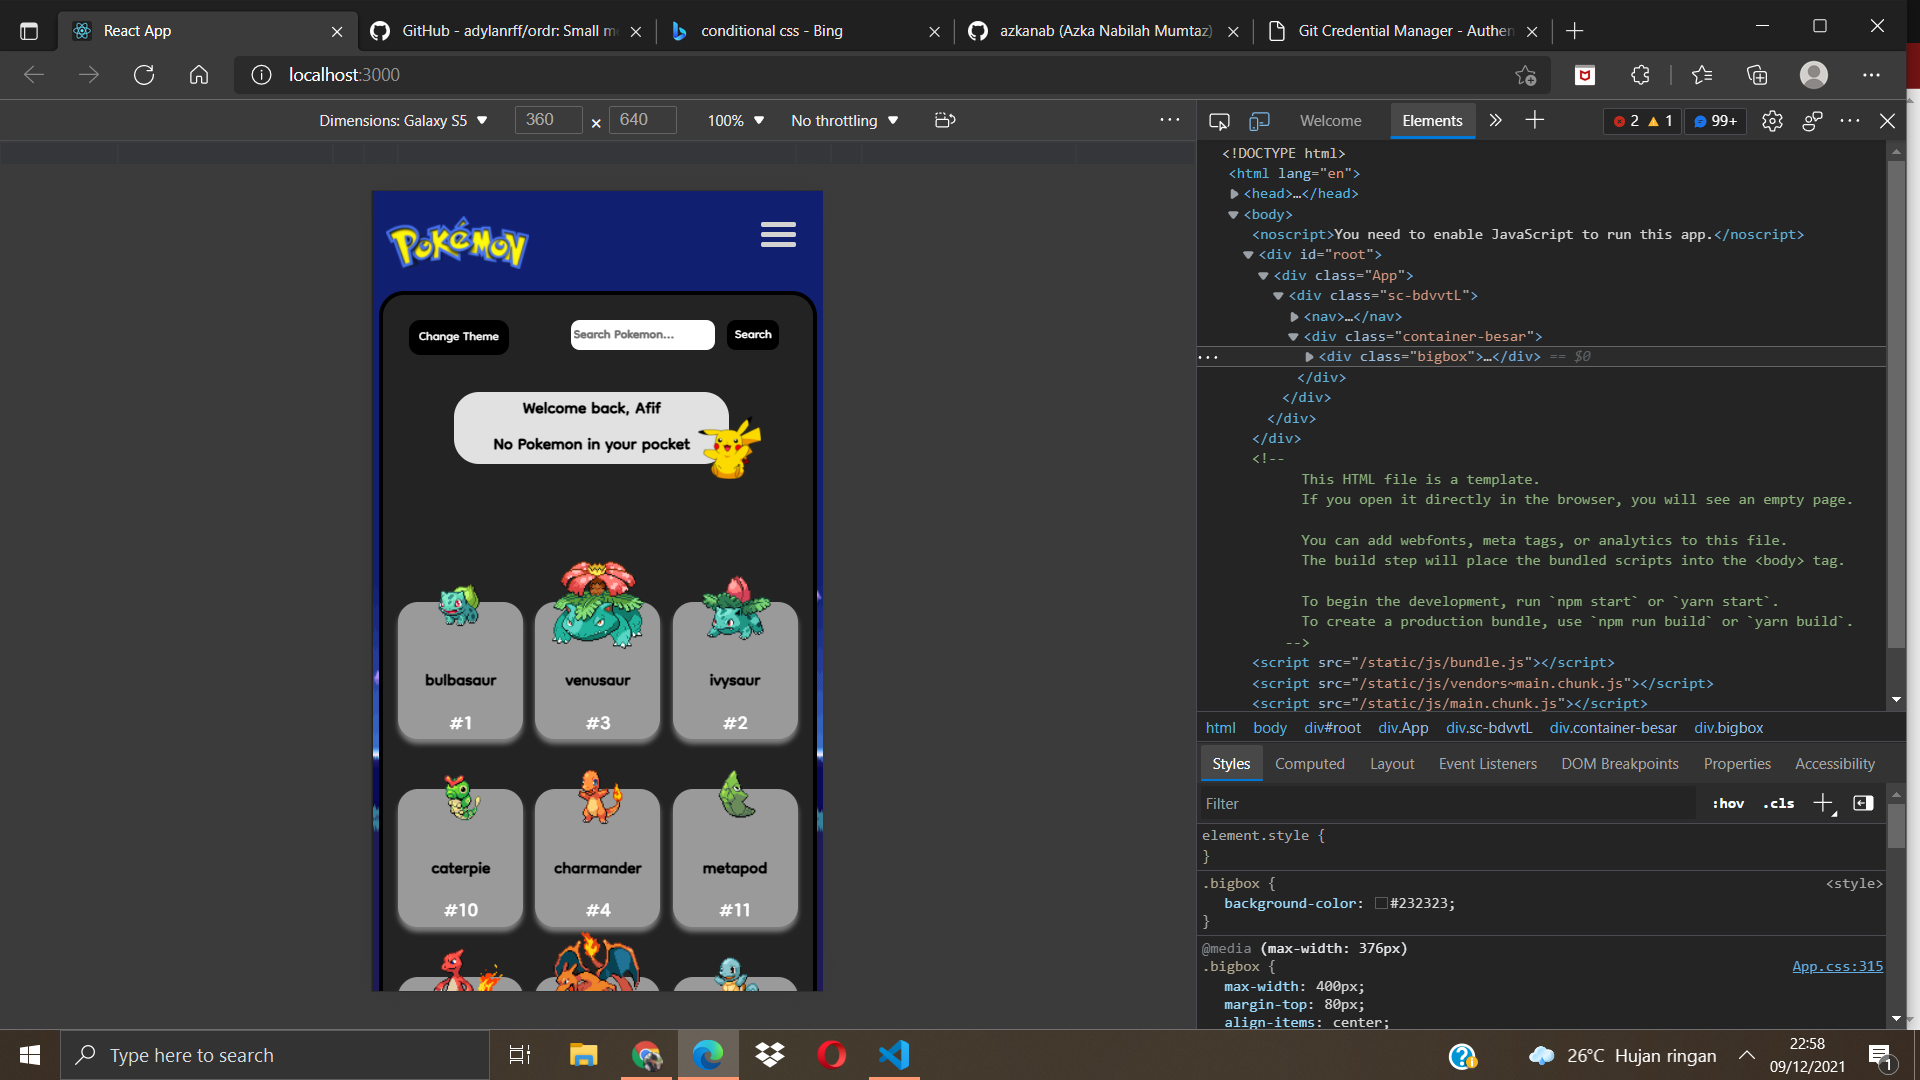 React App
GitHub - adylanrff/ordr: Small m
conditional css - Bing
azkanab (Azka Nabilah Mumtaz)
Git Credential Manager - Authen
localhost:3000
Dimensions: Galaxy S5
360 × 640
100%
No throttling
Welcome
Elements
2
1
99+
Pokémon
Change Theme
Search Pokemon...
Search
Welcome back, Afif
No Pokemon in your pocket
bulbasaur
#1
venusaur
#3
ivysaur
#2
caterpie
#10
charmander
#4
metapod
#11
<!DOCTYPE html>
<html lang="en">
<head>…</head>
<body>
<noscript>You need to enable JavaScript to run this app.</noscript>
<div id="root">
<div class="App">
<div class="sc-bdvvtL">
<nav>…</nav>
<div class="container-besar">
<div class="bigbox">…</div> == $0
</div>
</div>
</div>
</div>
<!--
This HTML file is a template.
If you open it directly in the browser, you will see an empty page.
You can add webfonts, meta tags, or analytics to this file.
The build step will place the bundled scripts into the <body> tag.
To begin the development, run `npm start` or `yarn start`.
To create a production bundle, use `npm run build` or `yarn build`.
-->
<script src="/static/js/bundle.js"></script>
<script src="/static/js/vendors~main.chunk.js"></script>
<script src="/static/js/main.chunk.js"></script>
html body div#root div.App div.sc-bdvvtL div.container-besar div.bigbox
Styles Computed Layout Event Listeners DOM Breakpoints Properties Accessibility
Filter
:hov .cls
element.style {
}
.bigbox {
<style>
background-color: #232323;
}
@media (max-width: 376px)
.bigbox {
App.css:315
max-width: 400px;
margin-top: 80px;
align-items: center;
Type here to search
26°C Hujan ringan
22:58
09/12/2021
1